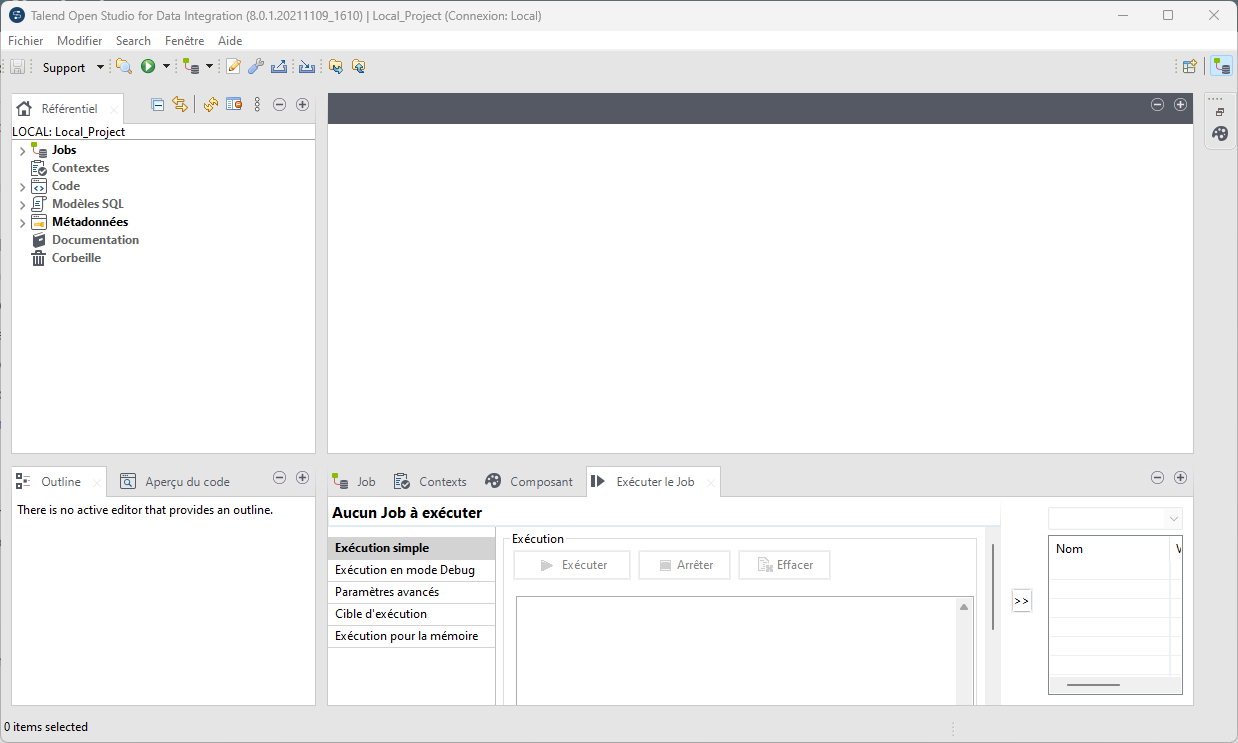 Talend Open Studio for Data Integration (8.0.1.20211109_1610) | Local_Project (Connexion: Local)
Fichier Modifier Search Fenêtre Aide
Support
Référentiel
LOCAL: Local_Project
Jobs
Contextes
Code
Modèles SQL
Métadonnées
Documentation
Corbeille
Outline Aperçu du code
There is no active editor that provides an outline.
Job Contexts Composant Exécuter le Job
Aucun Job à exécuter
Exécution simple
Exécution en mode Debug
Paramètres avancés
Cible d'exécution
Exécution pour la mémoire
Exécution
Exécuter Arrêter Effacer
>>
Nom
0 items selected